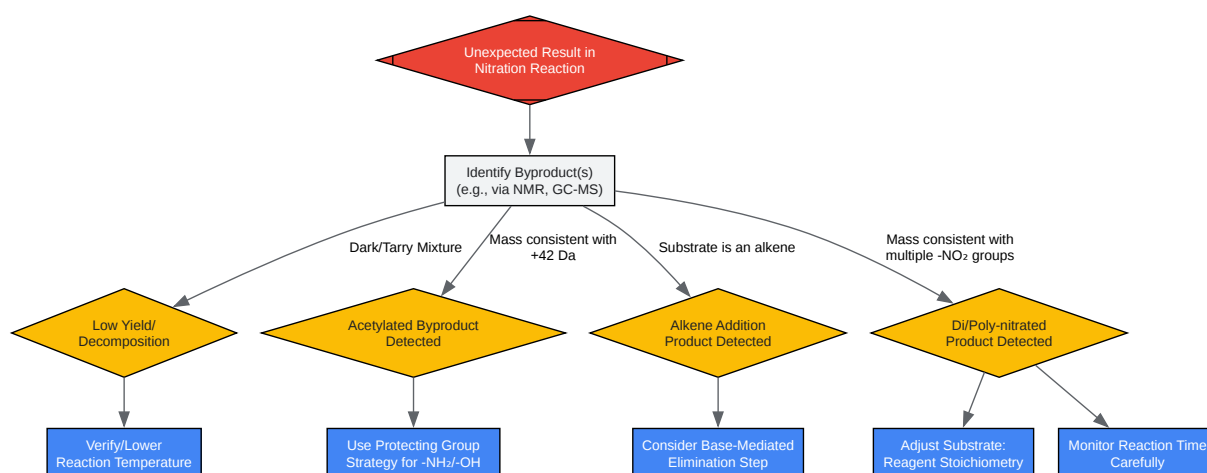 Unexpected Result in
Nitration Reaction
Identify Byproduct(s)
(e.g., via NMR, GC-MS)
Dark/Tarry Mixture
Mass consistent with
+42 Da
Substrate is an alkene
Mass consistent with
multiple -NO₂ groups
Low Yield/
Decomposition
Acetylated Byproduct
Detected
Alkene Addition
Product Detected
Di/Poly-nitrated
Product Detected
Verify/Lower
Reaction Temperature
Use Protecting Group
Strategy for -NH₂/-OH
Consider Base-Mediated
Elimination Step
Adjust Substrate:
Reagent Stoichiometry
Monitor Reaction Time
Carefully